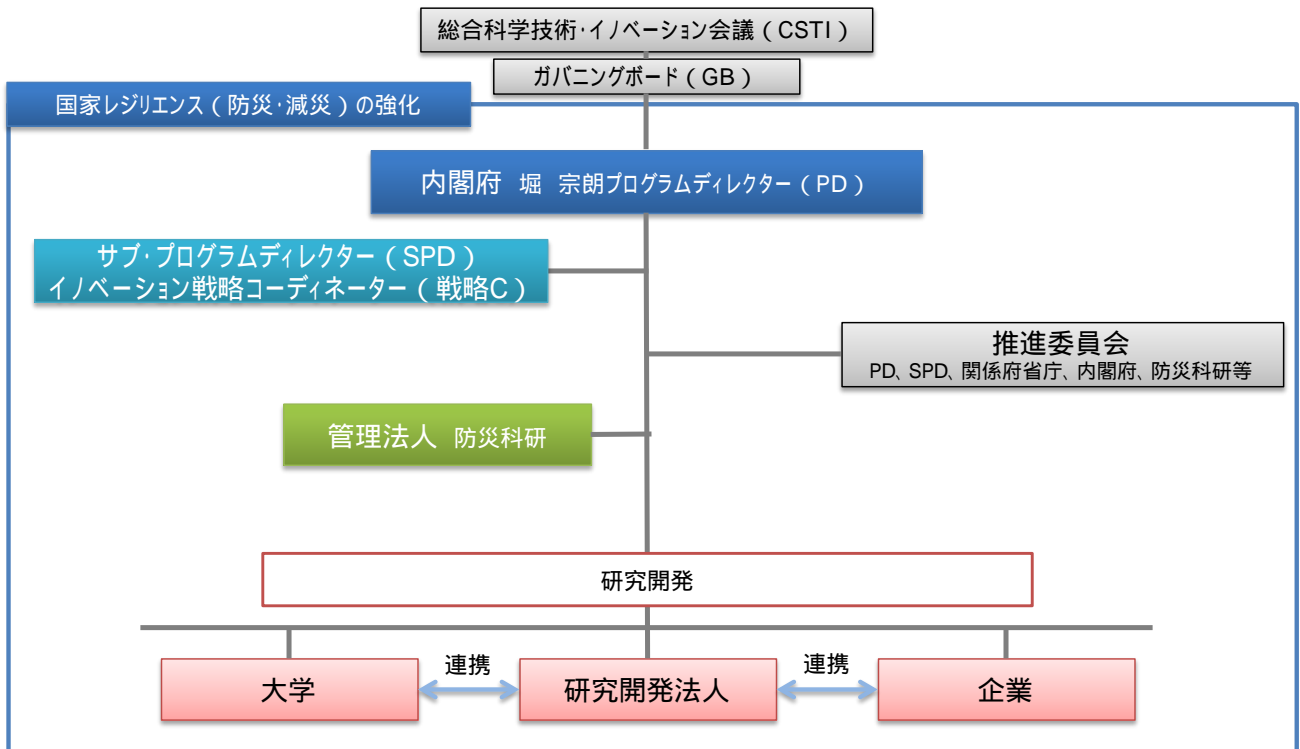 総合科学技術・イノベーション会議(CSTI)
ガバニングボード(GB)
国家レジリエンス(防災・減災)の強化
内閣府 堀 宗朗プログラムディレクター(PD)
サブ・プログラムディレクター(SPD)
イノベーション戦略コーディネーター(戦略C)
推進委員会
PD、SPD、関係府省庁、内閣府、防災科研等
管理法人 防災科研
研究開発
大学
連携
研究開発法人
連携
企業